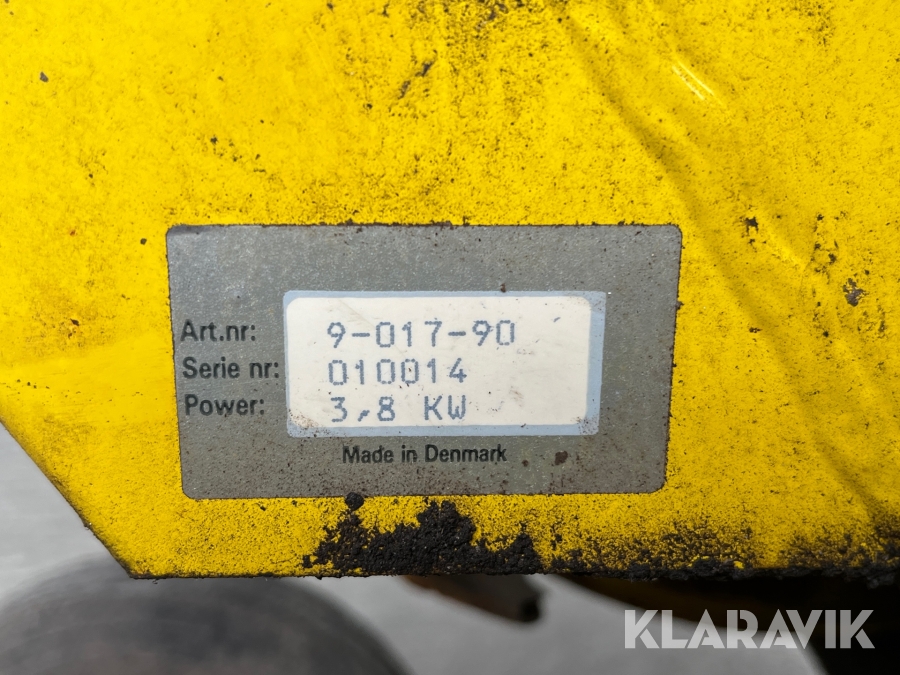 Art.nr: 9-017-90
Serie nr: 010014
Power: 3,8 KW
Made in Denmark
KLARAVIK